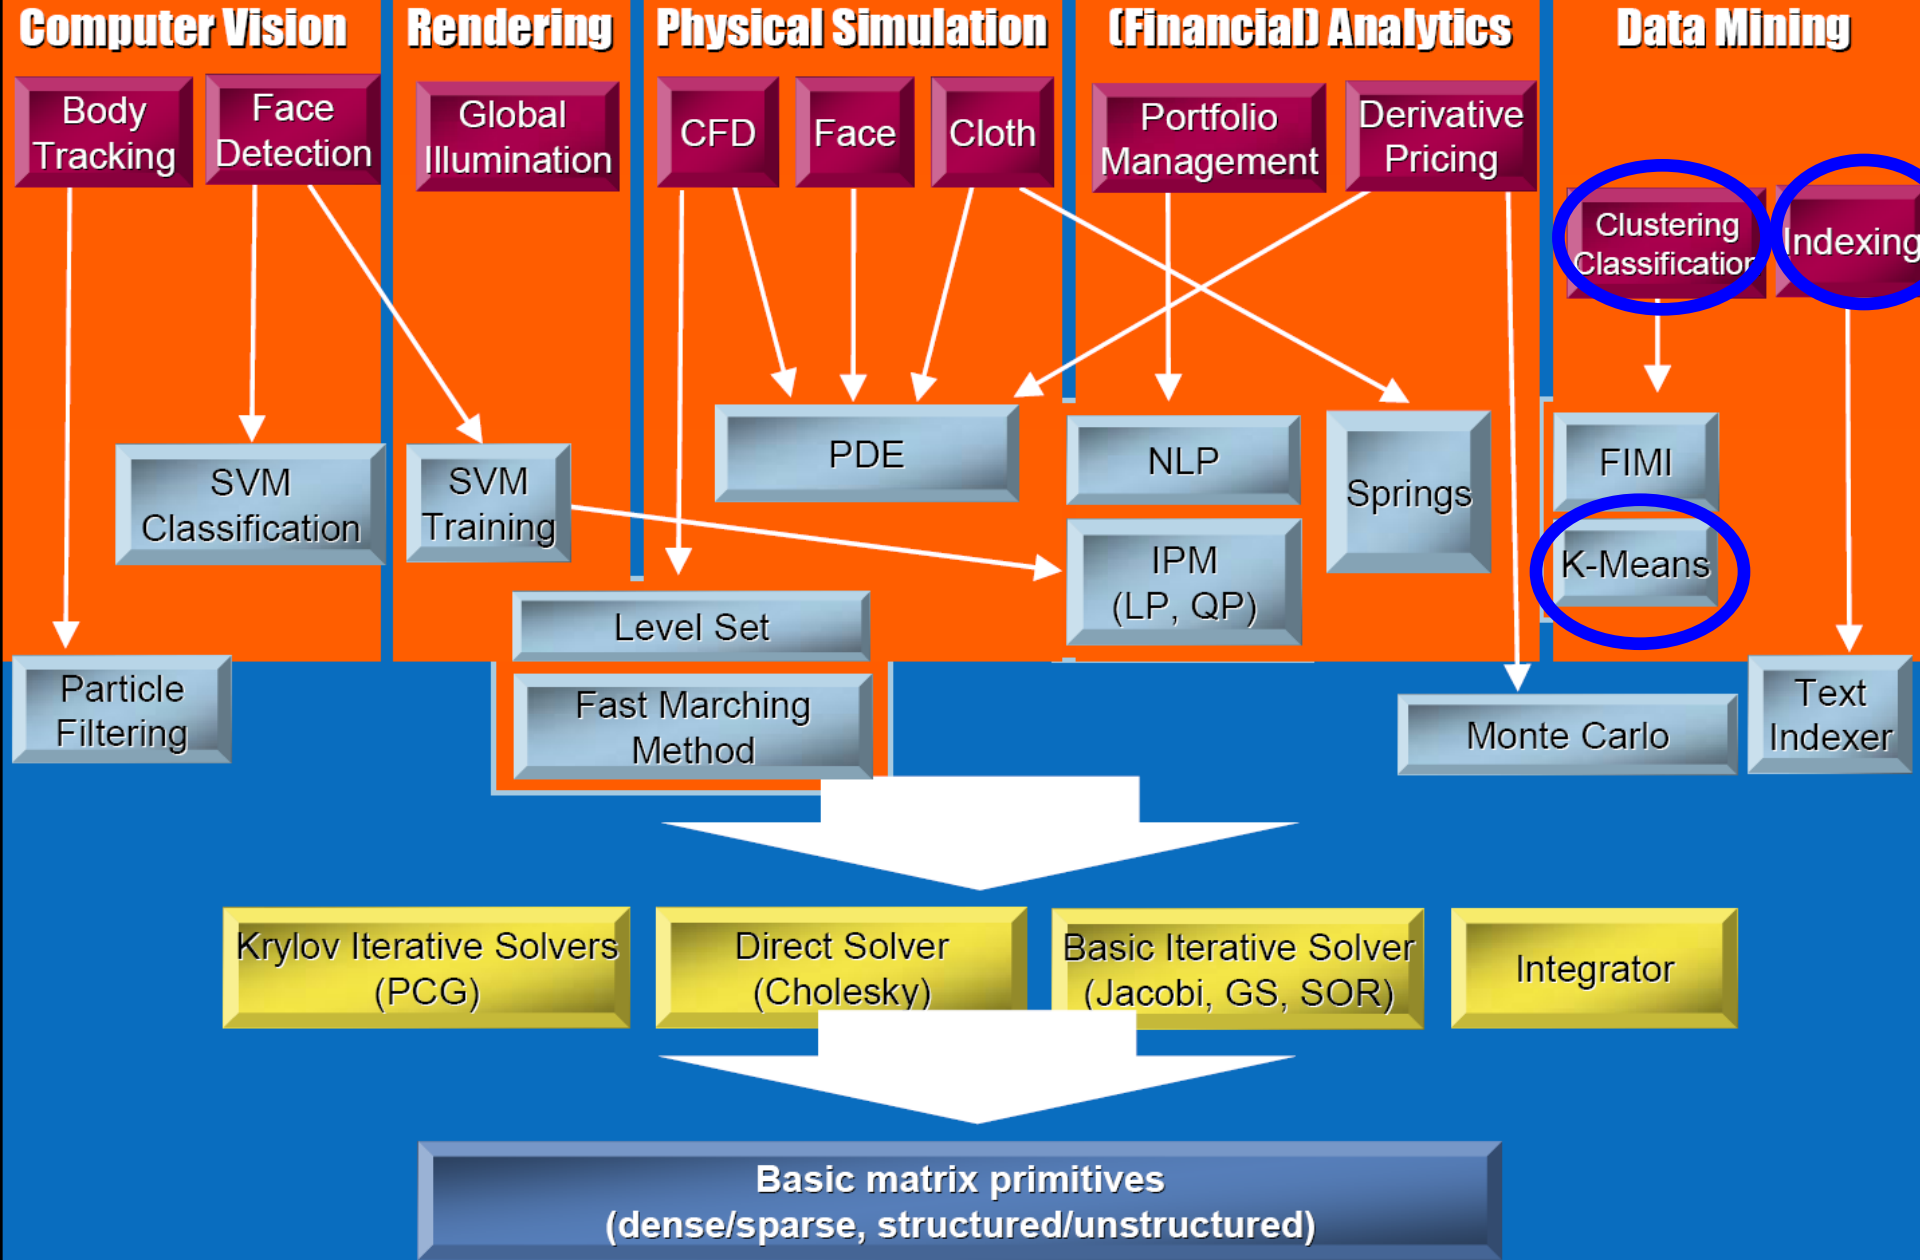 Computer Vision
Rendering
Physical Simulation
(Financial) Analytics
Data Mining
Body
Tracking
Face
Detection
Global
Illumination
CFD
Face
Cloth
Portfolio
Management
Derivative
Pricing
Clustering
Classification
Indexing
SVM
Classification
SVM
Training
PDE
NLP
Springs
FIMI
K-Means
IPM
(LP, QP)
Level Set
Fast Marching
Method
Particle
Filtering
Monte Carlo
Text
Indexer
Krylov Iterative Solvers
(PCG)
Direct Solver
(Cholesky)
Basic Iterative Solver
(Jacobi, GS, SOR)
Integrator
Basic matrix primitives
(dense/sparse, structured/unstructured)